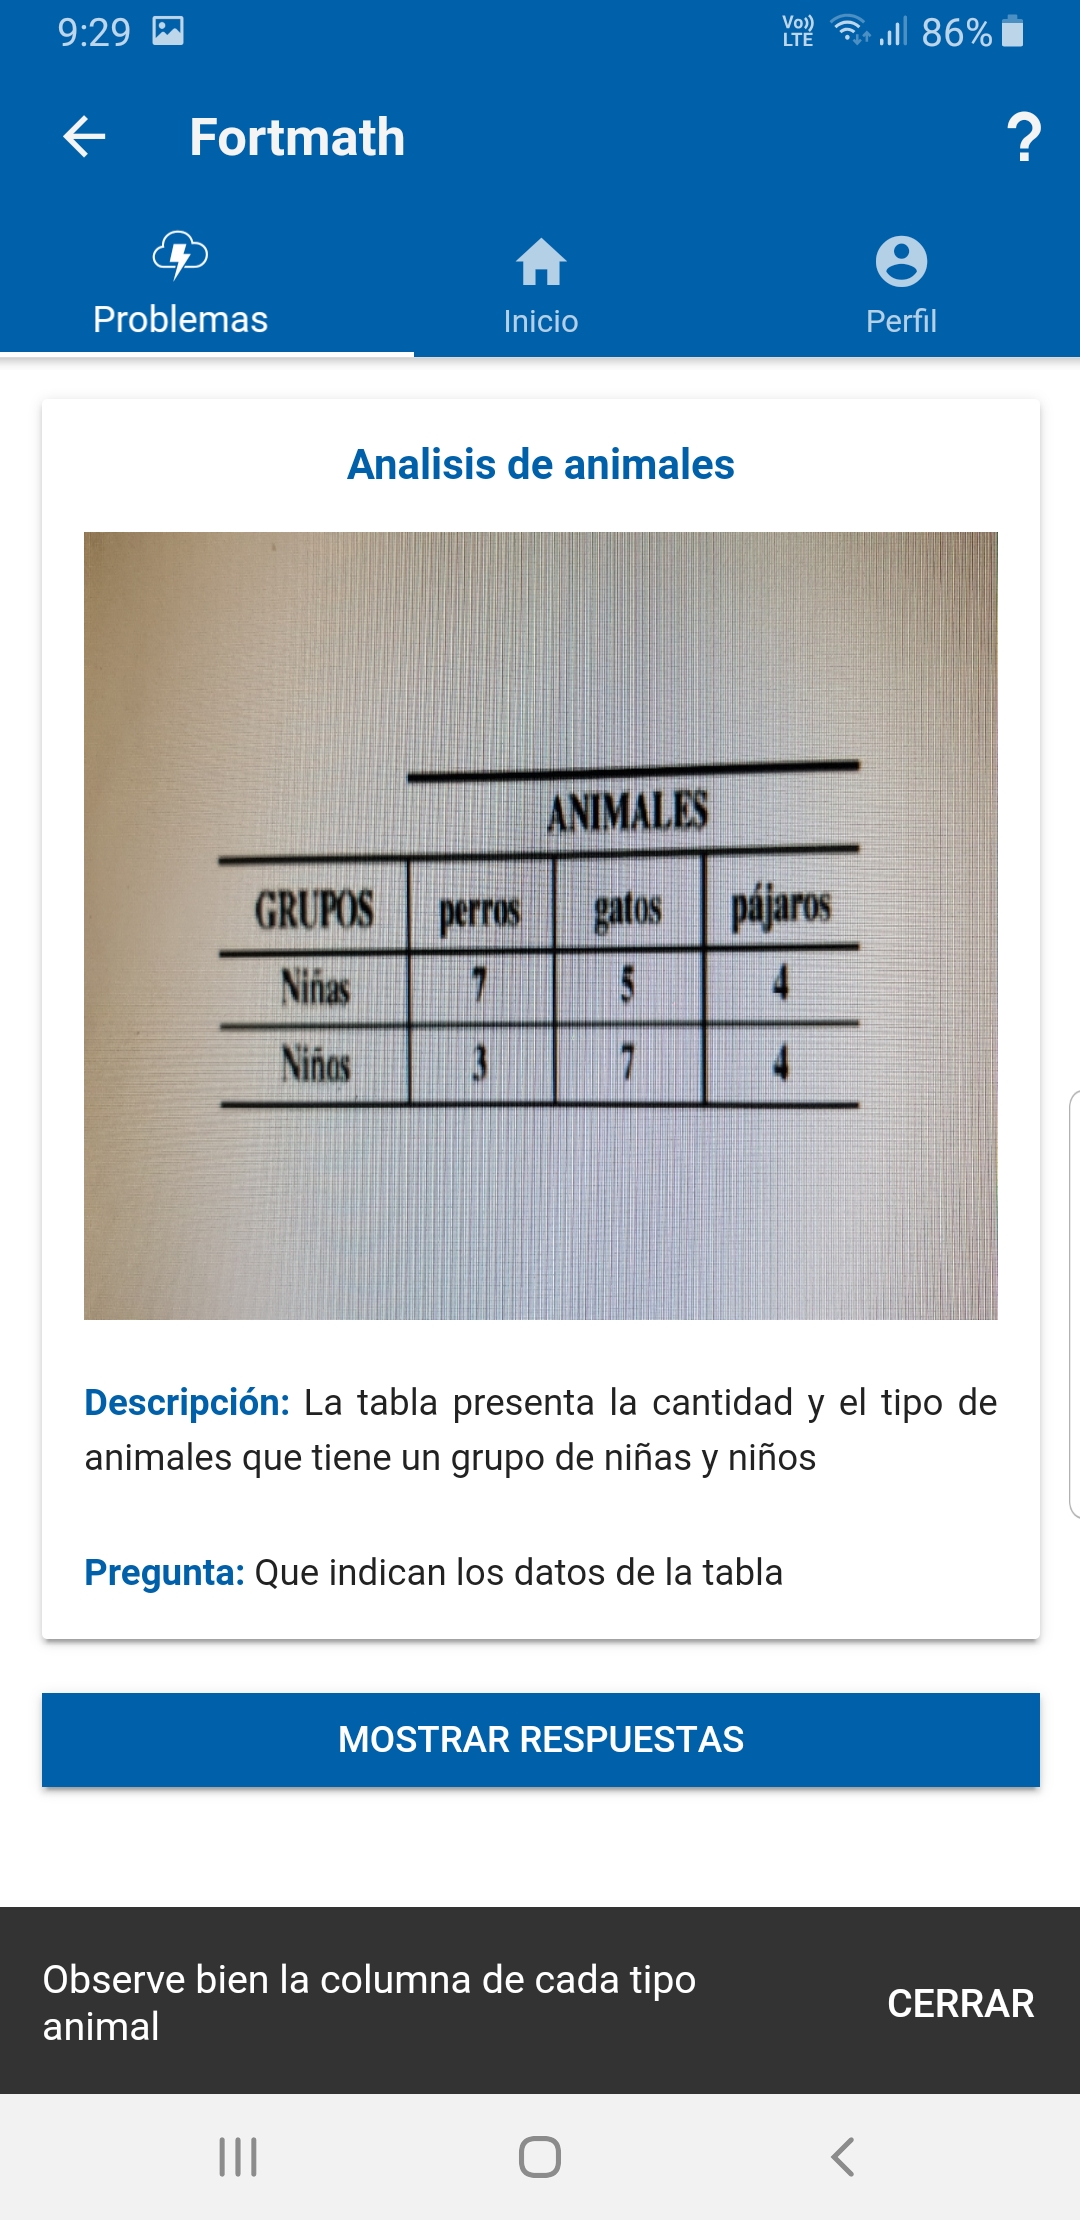 9:29
Vo)) LTE 86%
Fortmath
?
Problemas
Inicio
Perfil
Analisis de animales
ANIMALES
GRUPOS perros gatos pájaros
Niñas 7 5 4
Niños 3 7 4
Descripción: La tabla presenta la cantidad y el tipo de
animales que tiene un grupo de niñas y niños
Pregunta: Que indican los datos de la tabla
MOSTRAR RESPUESTAS
Observe bien la columna de cada tipo
animal
CERRAR